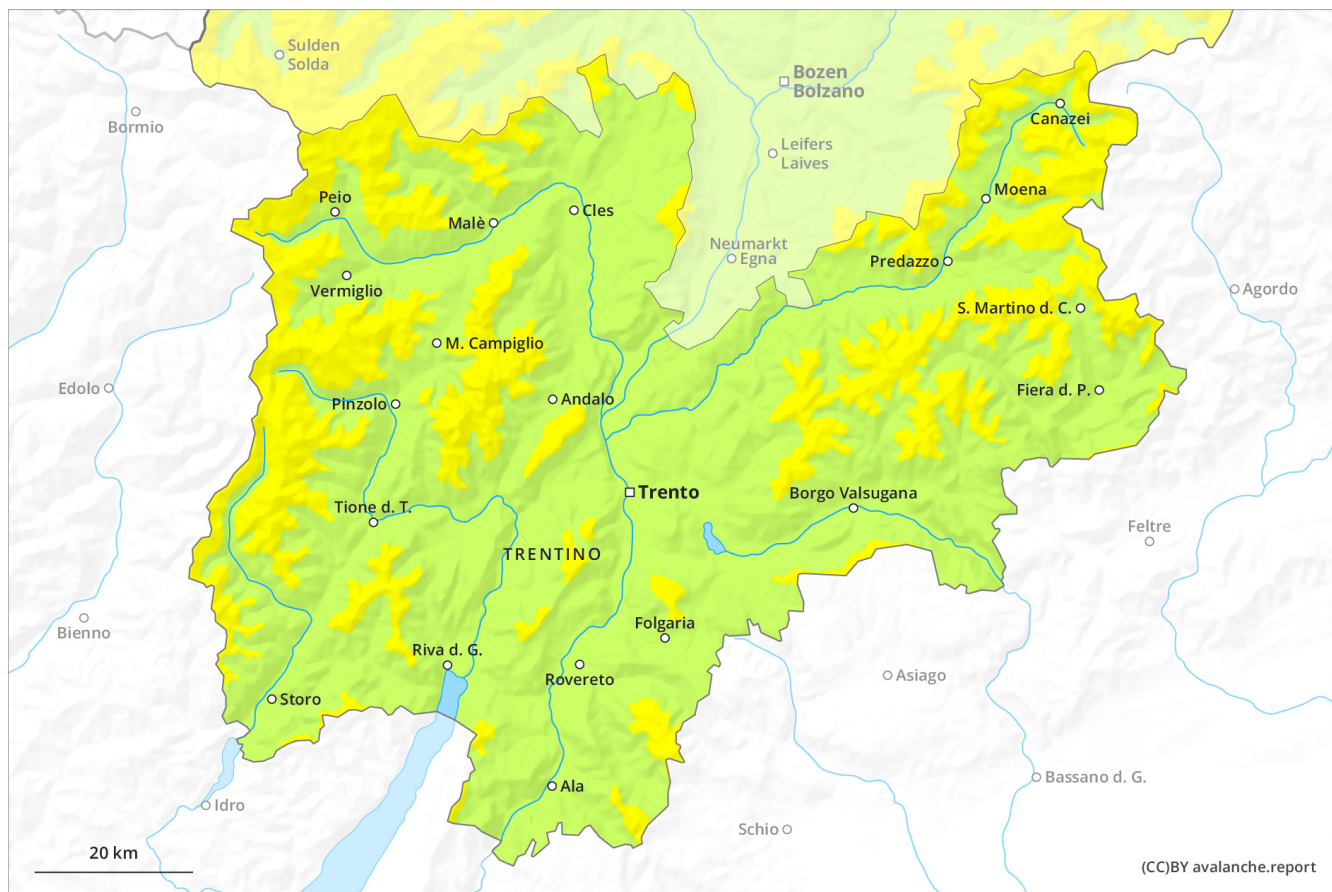 Sulden
Solda
Bozen
Bolzano
Bormio
Canazei
Leifers
Laives
Peio
Moena
Malè
Cles
Neumarkt
Egna
Predazzo
Vermiglio
Agordo
S. Martino d. C.
M. Campiglio
Edolo
Pinzolo
Andalo
Fiera d. P.
Trento
Borgo Valsugana
Tione d. T.
Feltre
TRENTINO
Bienno
Folgaria
Riva d. G.
Rovereto
Asiago
Storo
Bassano d. G.
Ala
Idro
Schio
20 km
(CC)BY avalanche.report